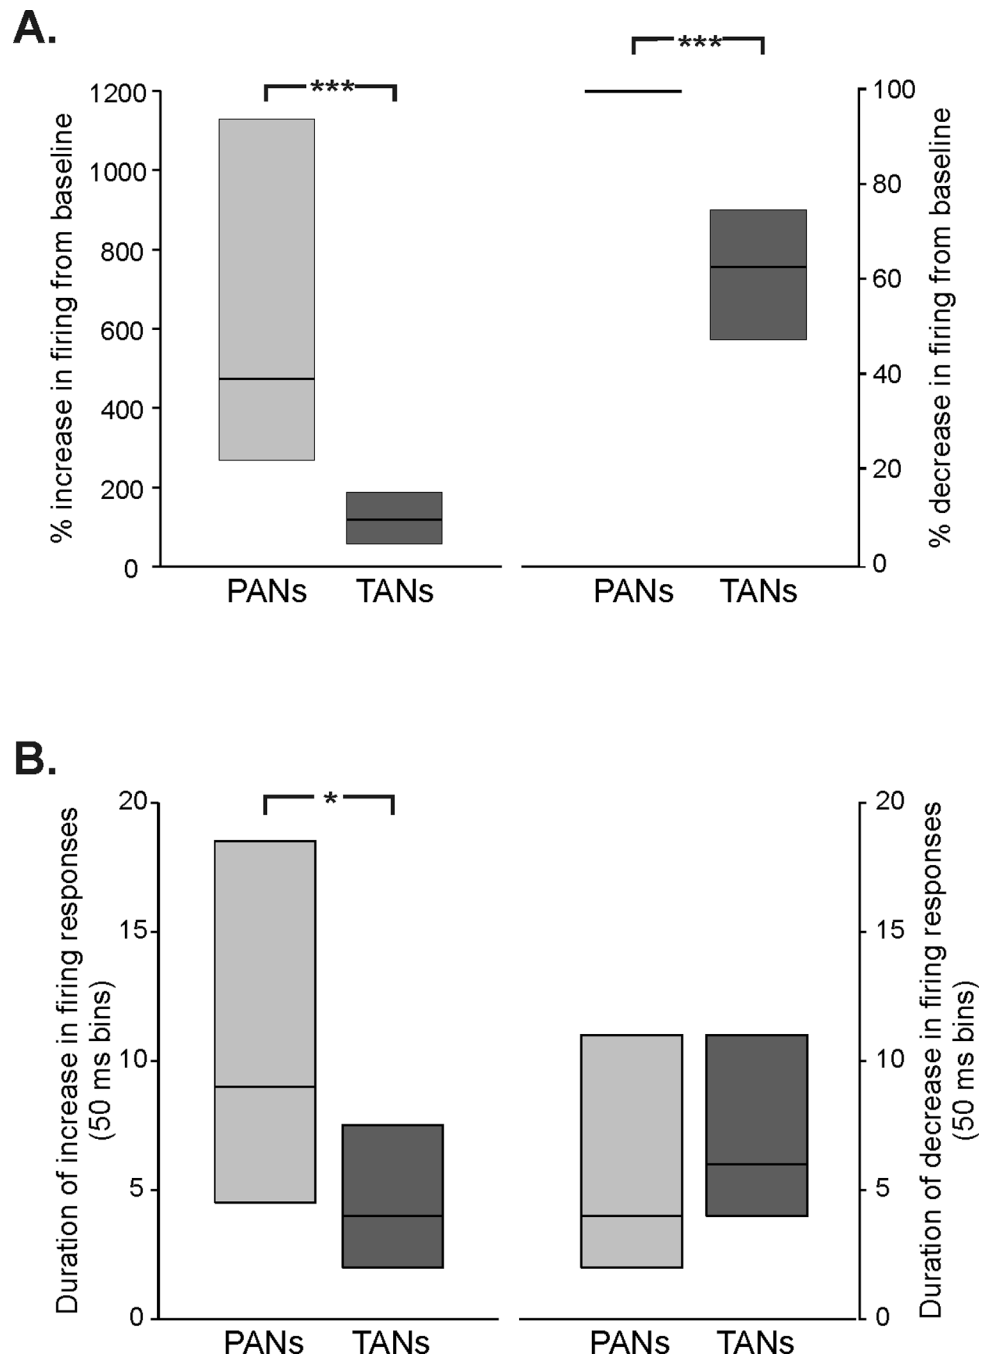 A.
***
***
1200
1000
800
600
400
200
0
% increase in firing from baseline
PANs
TANs
PANs
TANs
100
80
60
40
20
0
% decrease in firing from baseline
B.
*
20
15
10
5
0
Duration of increase in firing responses
(50 ms bins)
PANs
TANs
PANs
TANs
20
15
10
5
0
Duration of decrease in firing responses
(50 ms bins)